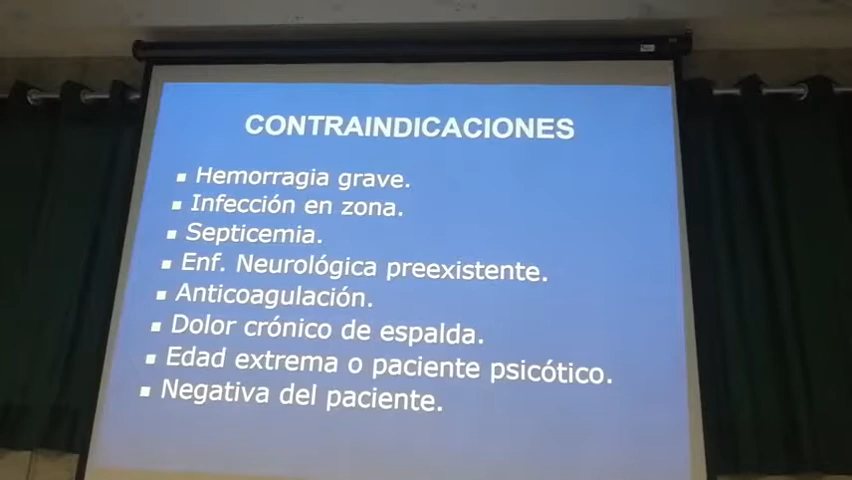 CONTRAINDICACIONES
▪ Hemorragia grave.
▪ Infección en zona.
▪ Septicemia.
▪ Enf. Neurológica preexistente.
▪ Anticoagulación.
▪ Dolor crónico de espalda.
▪ Edad extrema o paciente psicótico.
▪ Negativa del paciente.